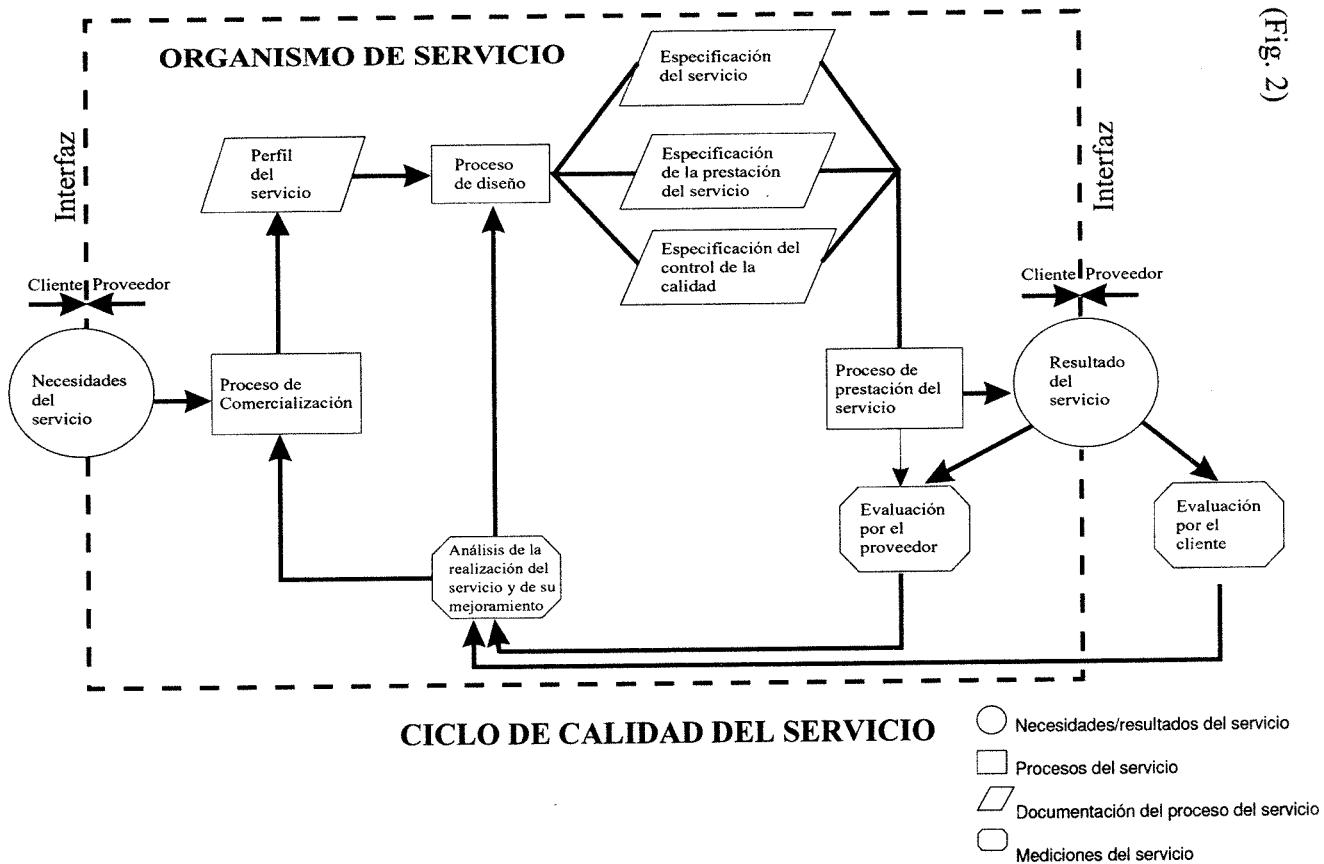 (Fig. 2)
ORGANISMO DE SERVICIO
Interfaz
Interfaz
Especificación
del servicio
Perfil
del
servicio
Proceso
de diseño
Especificación
de la prestación
del servicio
Especificación del
control de la
calidad
Cliente Proveedor
Cliente Proveedor
Necesidades
del
servicio
Proceso de
Comercialización
Proceso de
prestación del
servicio
Resultado
del
servicio
Análisis de la
realización del
servicio y de su
mejoramiento
Evaluación
por el
proveedor
Evaluación
por el
cliente
CICLO DE CALIDAD DEL SERVICIO
Necesidades/resultados del servicio
Procesos del servicio
Documentación del proceso del servicio
Mediciones del servicio